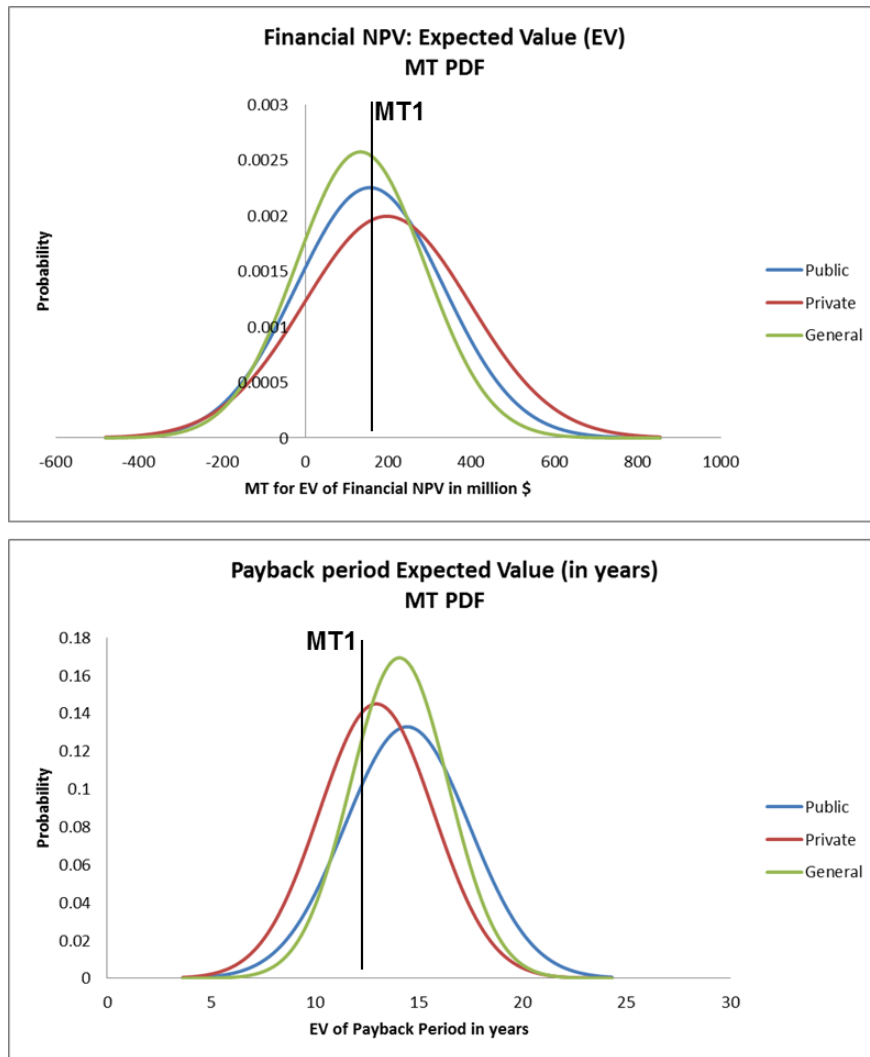 Financial NPV: Expected Value (EV)
MT PDF
MT1
0.003
0.0025
0.002
0.0015
0.001
0.0005
0
Probability
-600 -400 -200 0 200 400 600 800 1000
MT for EV of Financial NPV in million $
Public
Private
General
Payback period Expected Value (in years)
MT PDF
MT1
0.18
0.16
0.14
0.12
0.1
0.08
0.06
0.04
0.02
0
Probability
0 5 10 15 20 25 30
EV of Payback Period in years
Public
Private
General